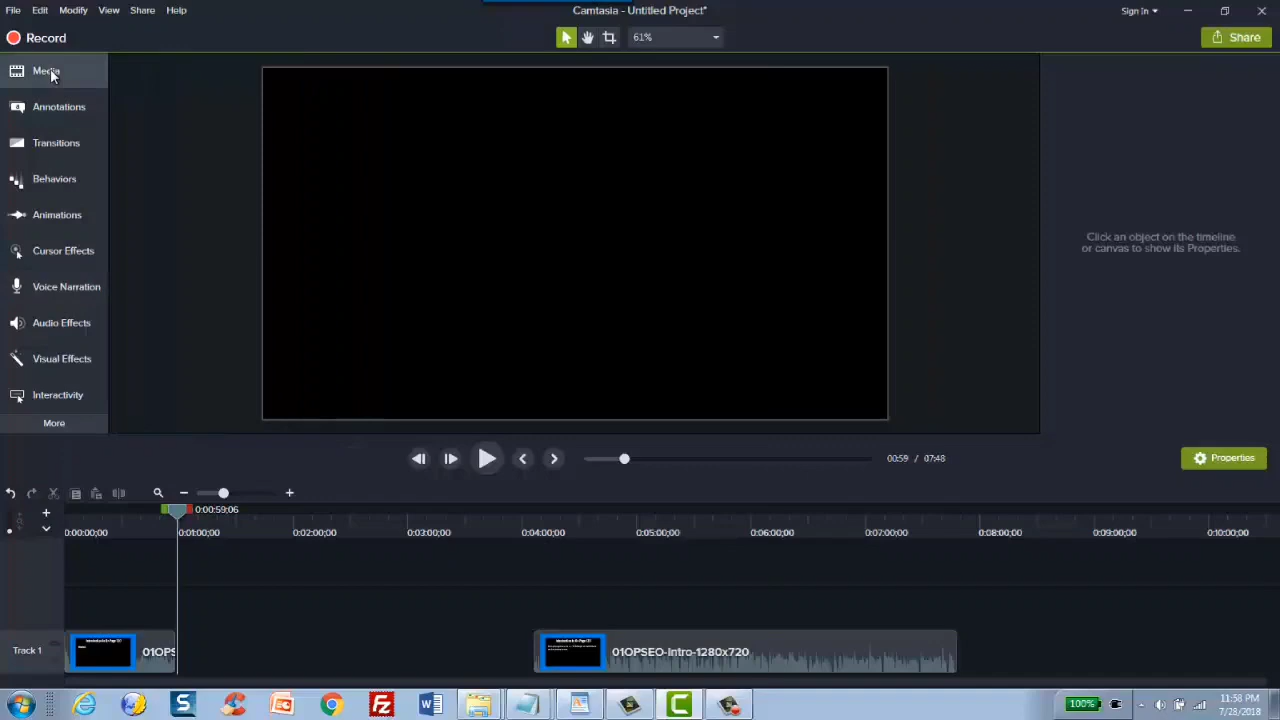 File Edit Modify View Share Help
Camtasia - Untitled Project*
Sign In
Record
61%
Share
Media
Annotations
Transitions
Behaviors
Animations
Cursor Effects
Voice Narration
Audio Effects
Visual Effects
Interactivity
More
Click an object on the timeline
or canvas to show its Properties.
00:59 / 07:48
Properties
0:00:59;06
0:00:00;00 0:01:00;00 0:02:00;00 0:03:00;00 0:04:00;00 0:05:00;00 0:06:00;00 0:07:00;00 0:08:00;00 0:09:00;00 0:10:00;00
Track 1
01OPS
01OPSEO-Intro-1280x720
100%
11:58 PM
7/28/2018